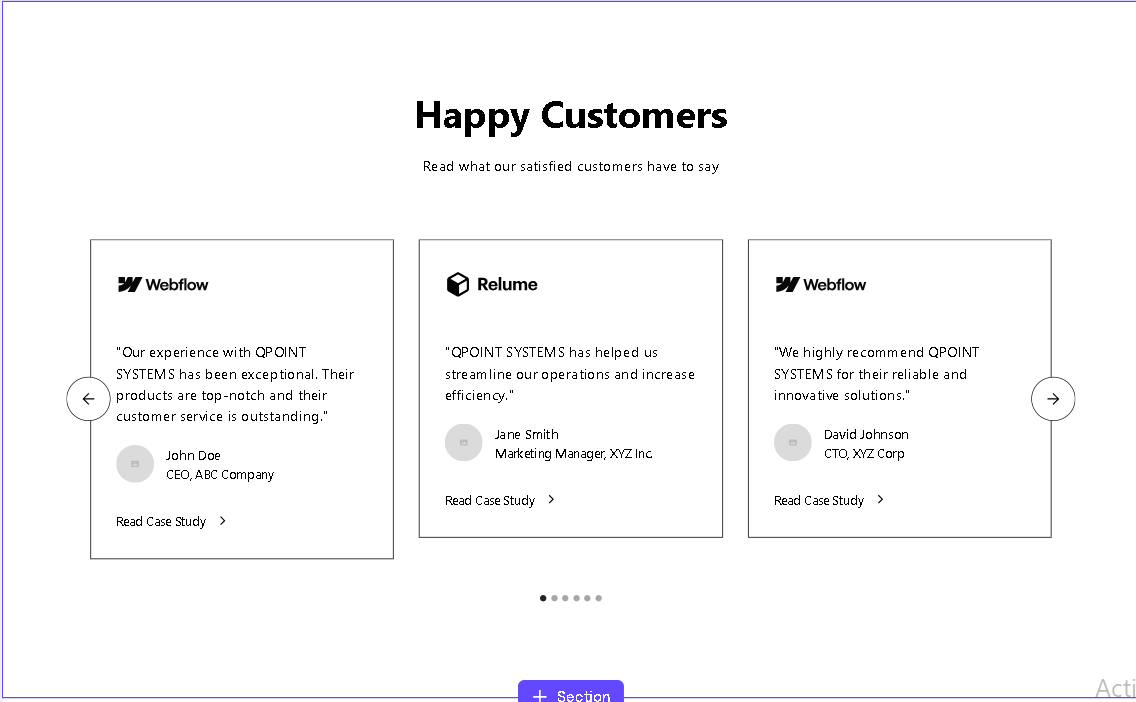 Happy Customers
Read what our satisfied customers have to say
Webflow
"Our experience with QPOINT
SYSTEMS has been exceptional. Their
products are top-notch and their
customer service is outstanding."
John Doe
CEO, ABC Company
Read Case Study
Relume
"QPOINT SYSTEMS has helped us
streamline our operations and increase
efficiency."
Jane Smith
Marketing Manager, XYZ Inc.
Read Case Study
Webflow
"We highly recommend QPOINT
SYSTEMS for their reliable and
innovative solutions."
David Johnson
CTO, XYZ Corp
Read Case Study
Section
Acti